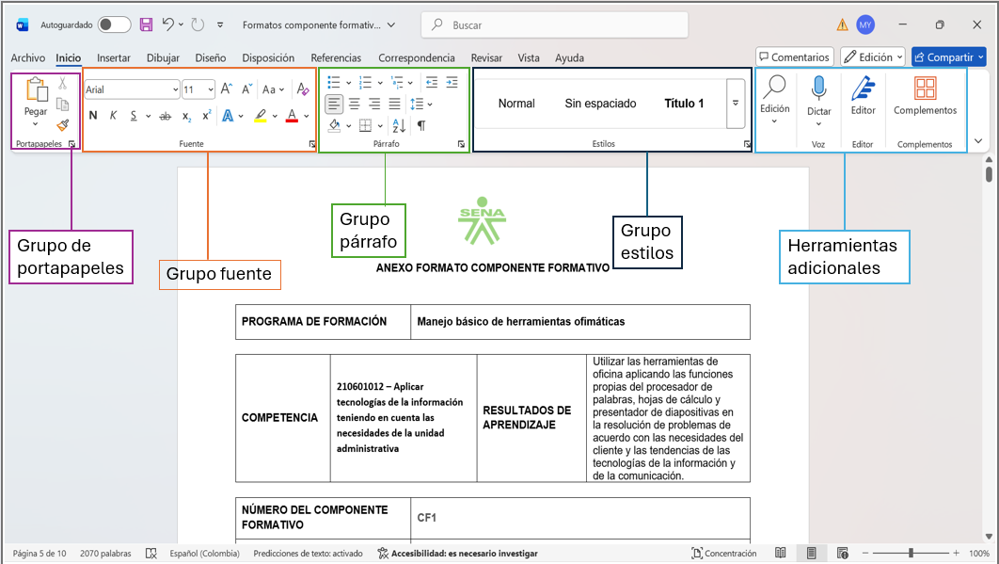 Autoguardado
Formatos componente formativ...
Buscar
MY
Archivo
Inicio
Insertar
Dibujar
Diseño
Disposición
Referencias
Correspondencia
Revisar
Vista
Ayuda
Comentarios
Edición
Compartir
Pegar
Portapapeles
Arial
11
Aa
N K S ab x₂ x²
Fuente
Párrafo
Normal
Sin espaciado
Título 1
Estilos
Edición
Dictar
Voz
Editor
Editor
Complementos
Complementos
Grupo de
portapapeles
Grupo fuente
Grupo
párrafo
Grupo
estilos
Herramientas
adicionales
SENA
ANEXO FORMATO COMPONENTE FORMATIVO
PROGRAMA DE FORMACIÓN
Manejo básico de herramientas ofimáticas
COMPETENCIA
210601012 – Aplicar
tecnologías de la información
teniendo en cuenta las
necesidades de la unidad
administrativa
RESULTADOS DE
APRENDIZAJE
Utilizar las herramientas de
oficina aplicando las funciones
propias del procesador de
palabras, hojas de cálculo y
presentador de diapositivas en
la resolución de problemas de
acuerdo con las necesidades del
cliente y las tendencias de las
tecnologías de la información y
de la comunicación.
NÚMERO DEL COMPONENTE
FORMATIVO
CF1
Página 5 de 10
2070 palabras
Español (Colombia)
Predicciones de texto: activado
Accesibilidad: es necesario investigar
Concentración
100%